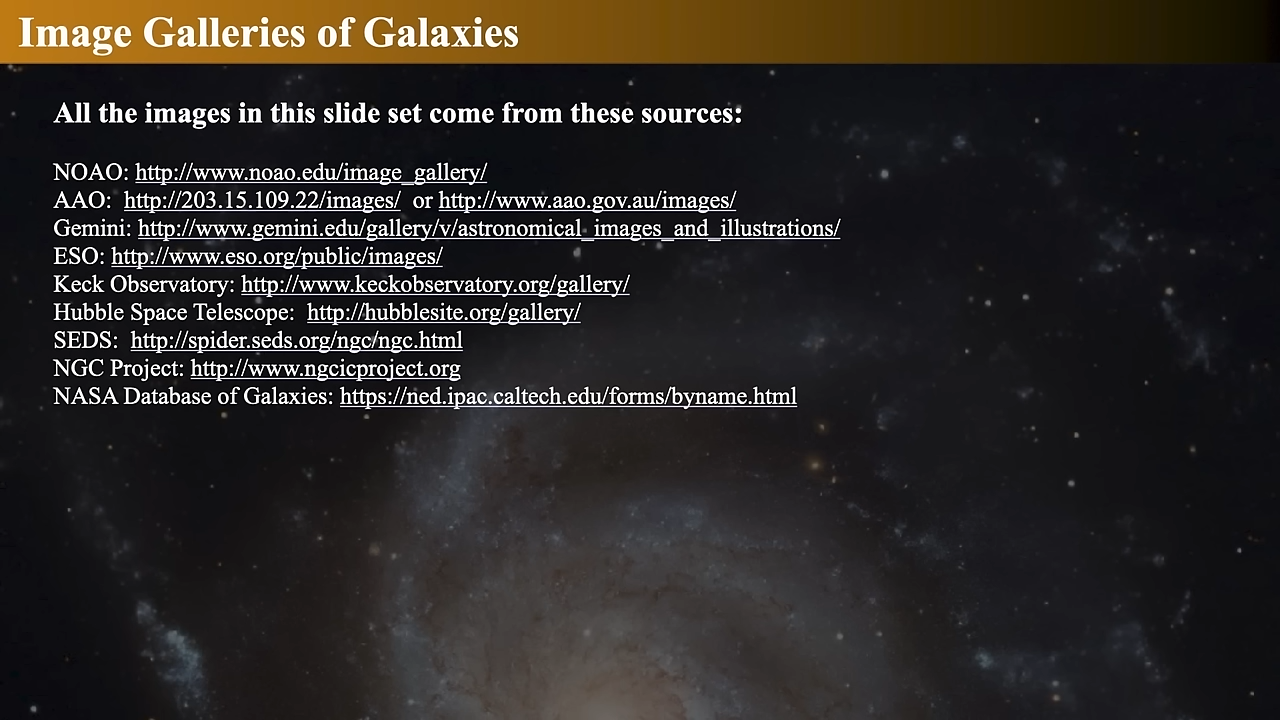 Image Galleries of Galaxies
All the images in this slide set come from these sources:
NOAO: http://www.noao.edu/image_gallery/
AAO:  http://203.15.109.22/images/  or http://www.aao.gov.au/images/
Gemini: http://www.gemini.edu/gallery/v/astronomical_images_and_illustrations/
ESO: http://www.eso.org/public/images/
Keck Observatory: http://www.keckobservatory.org/gallery/
Hubble Space Telescope:  http://hubblesite.org/gallery/
SEDS:  http://spider.seds.org/ngc/ngc.html
NGC Project: http://www.ngcicproject.org
NASA Database of Galaxies: https://ned.ipac.caltech.edu/forms/byname.html